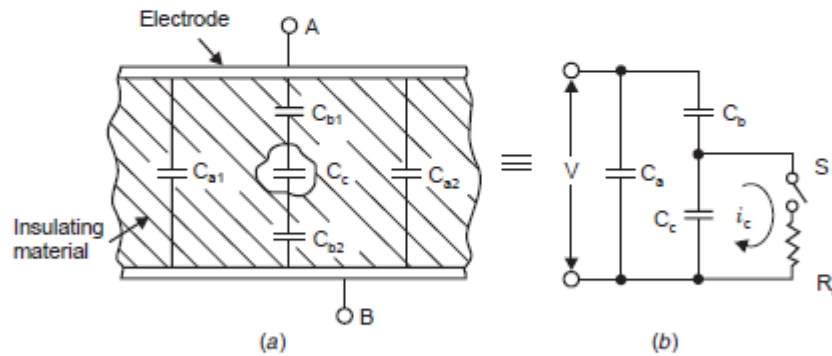 Electrode
A
C_b1
C_a1
C_c
C_a2
Insulating
material
C_b2
B
(a)
≡
V
C_a
C_b
C_c
i_c
S
R
(b)